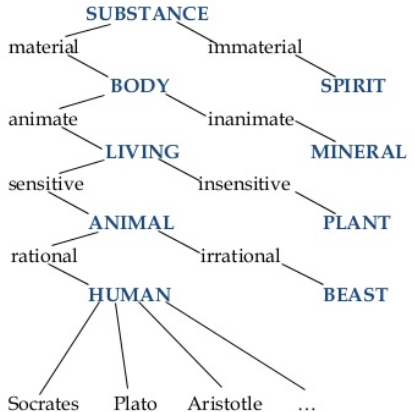 SUBSTANCE
material immaterial
BODY SPIRIT
animate inanimate
LIVING MINERAL
sensitive insensitive
ANIMAL PLANT
rational irrational
HUMAN BEAST
Socrates Plato Aristotle ...